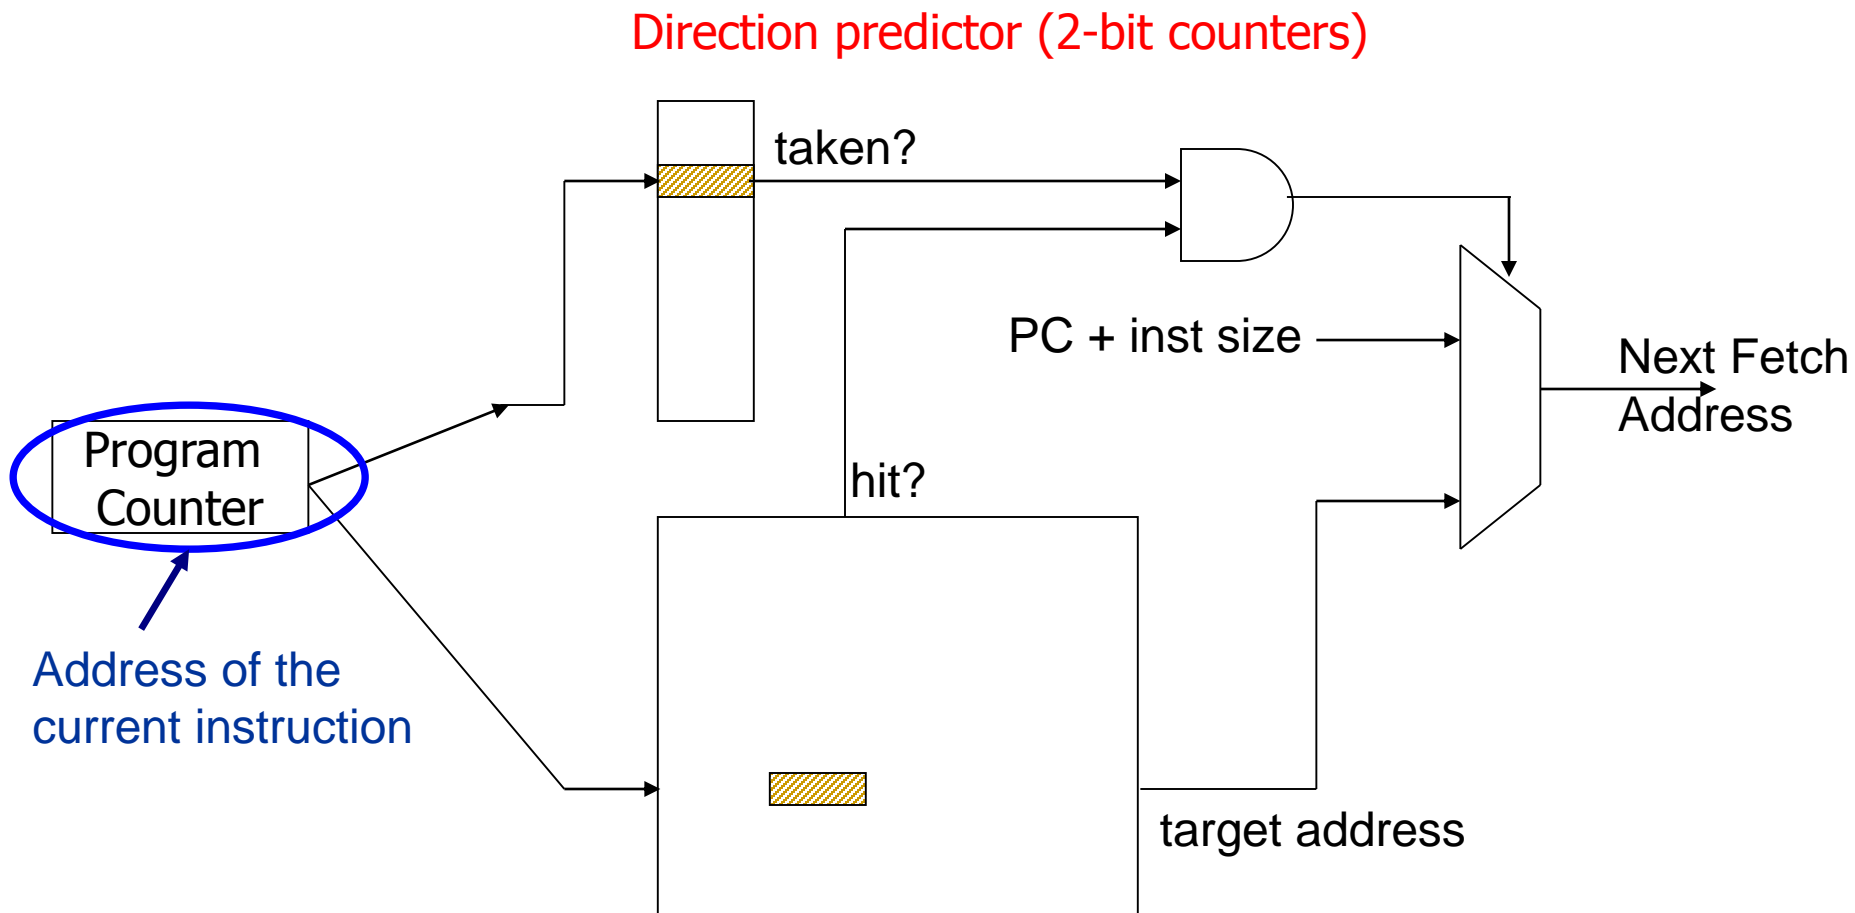 Direction predictor (2-bit counters)
taken?
PC + inst size
Next Fetch
Address
Program
Counter
hit?
Address of the
current instruction
target address